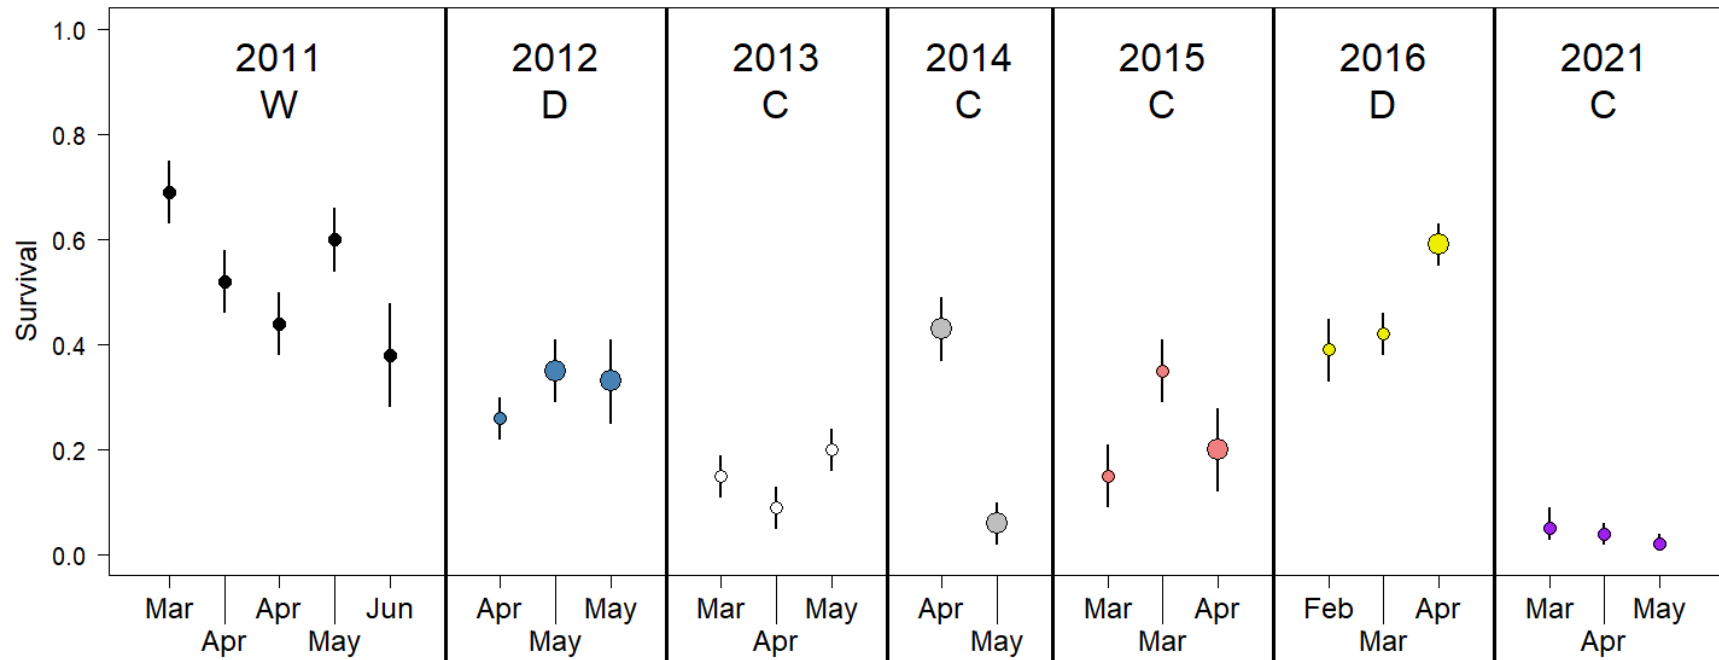 2011 2012 2013 2014 2015 2016 2021
W D C C C D C
1.0
0.8
0.6
0.4
0.2
0.0
Survival
Mar Apr Jun Apr May Mar May Apr Mar Apr Feb Apr Mar May
Apr May May Apr May Mar Mar Apr